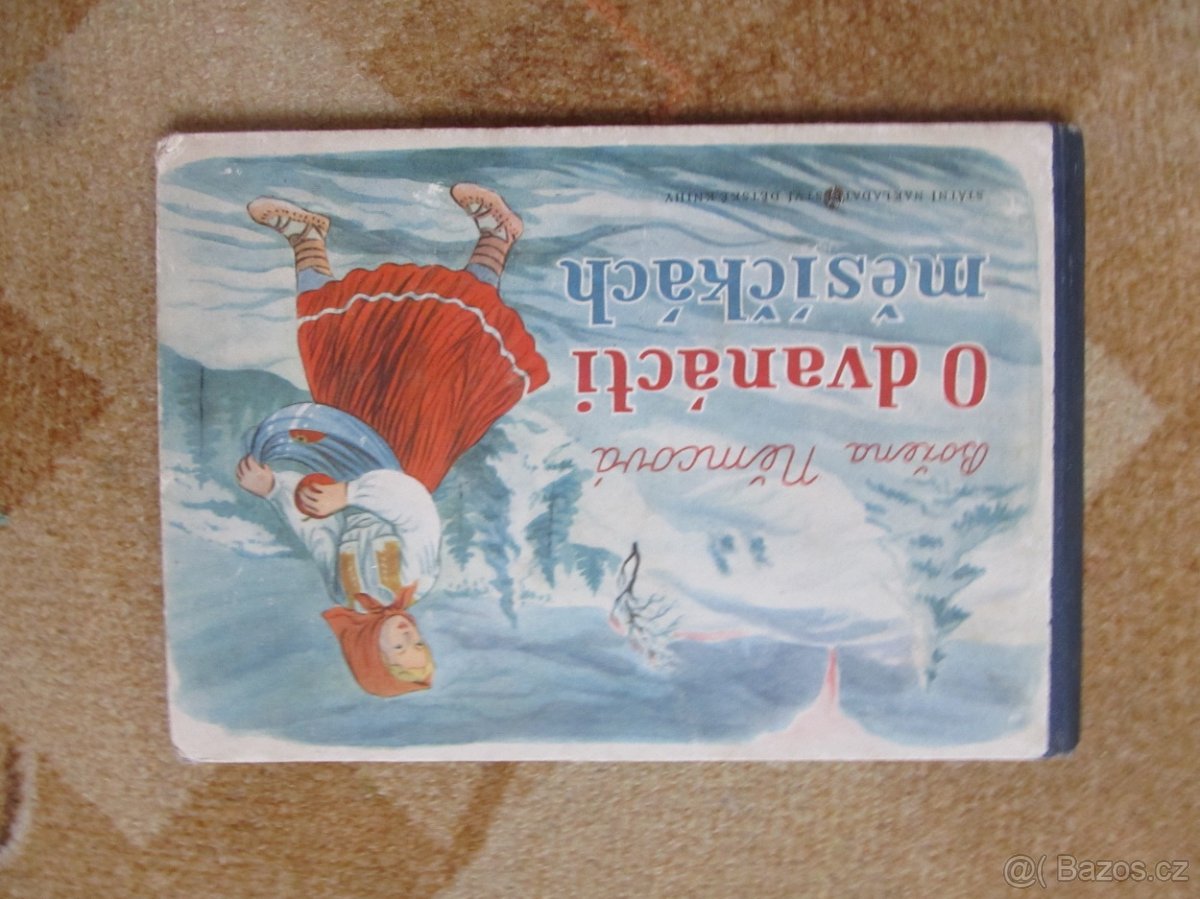 Božena Němcová
O dvanácti
měsíčkách
STÁTNÍ NAKLADATELSTVÍ DĚTSKÉ KNIHY
@( Bazos.cz